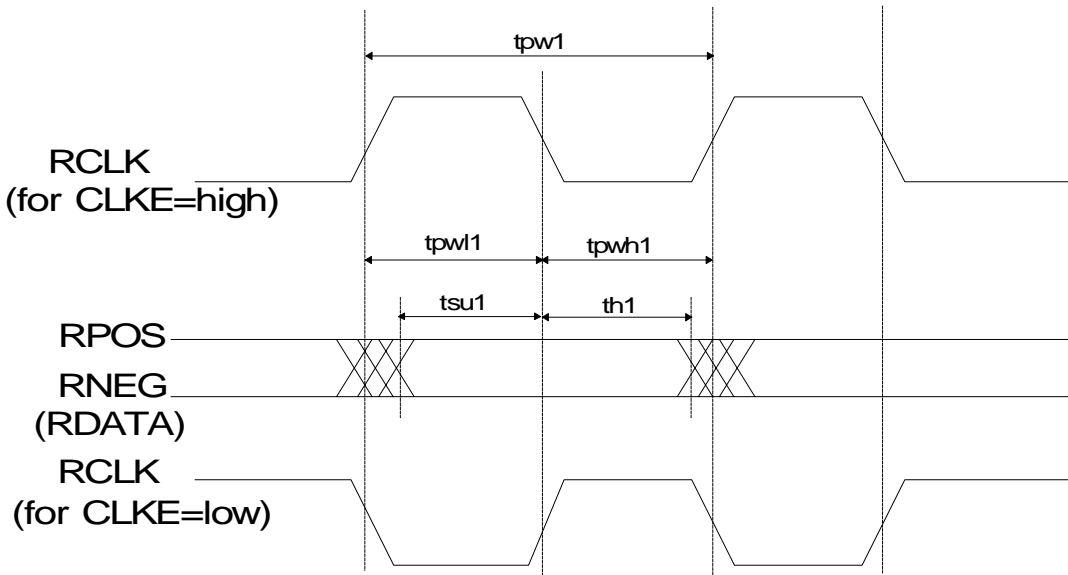 tpw1
RCLK
(for CLKE=high)
tpwl1 tpwh1
tsu1 th1
RPOS
RNEG
(RDATA)
RCLK
(for CLKE=low)